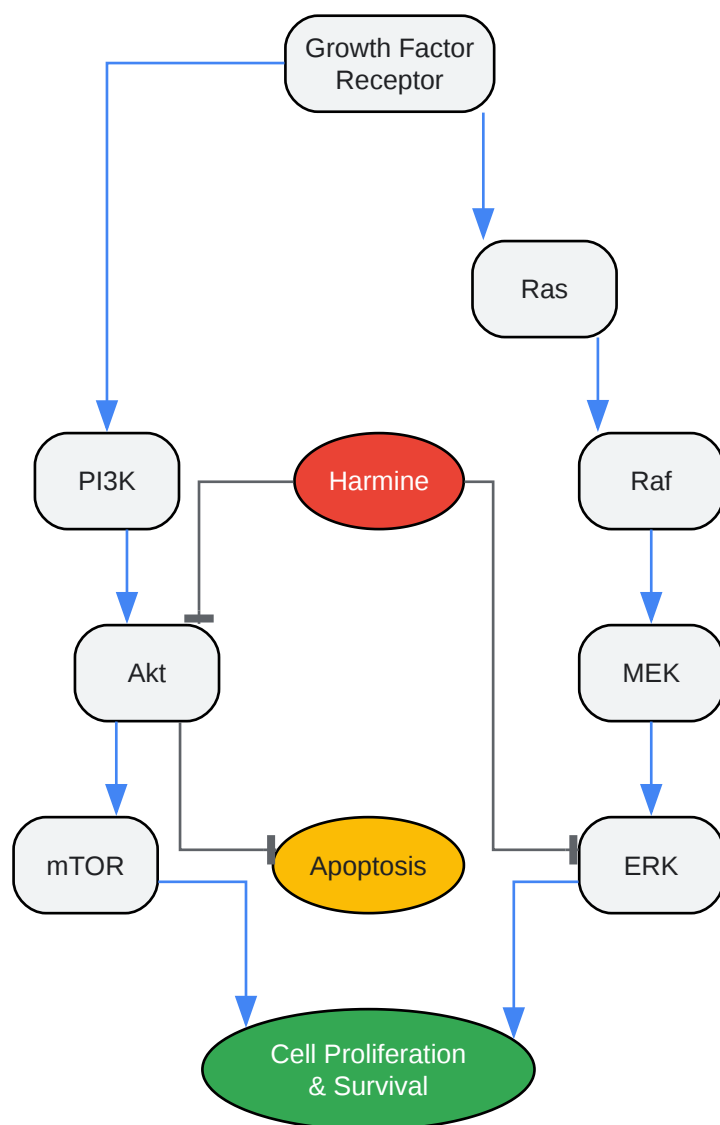 Growth Factor
Receptor
Ras
PI3K
Harmine
Raf
Akt
MEK
mTOR
Apoptosis
ERK
Cell Proliferation
& Survival